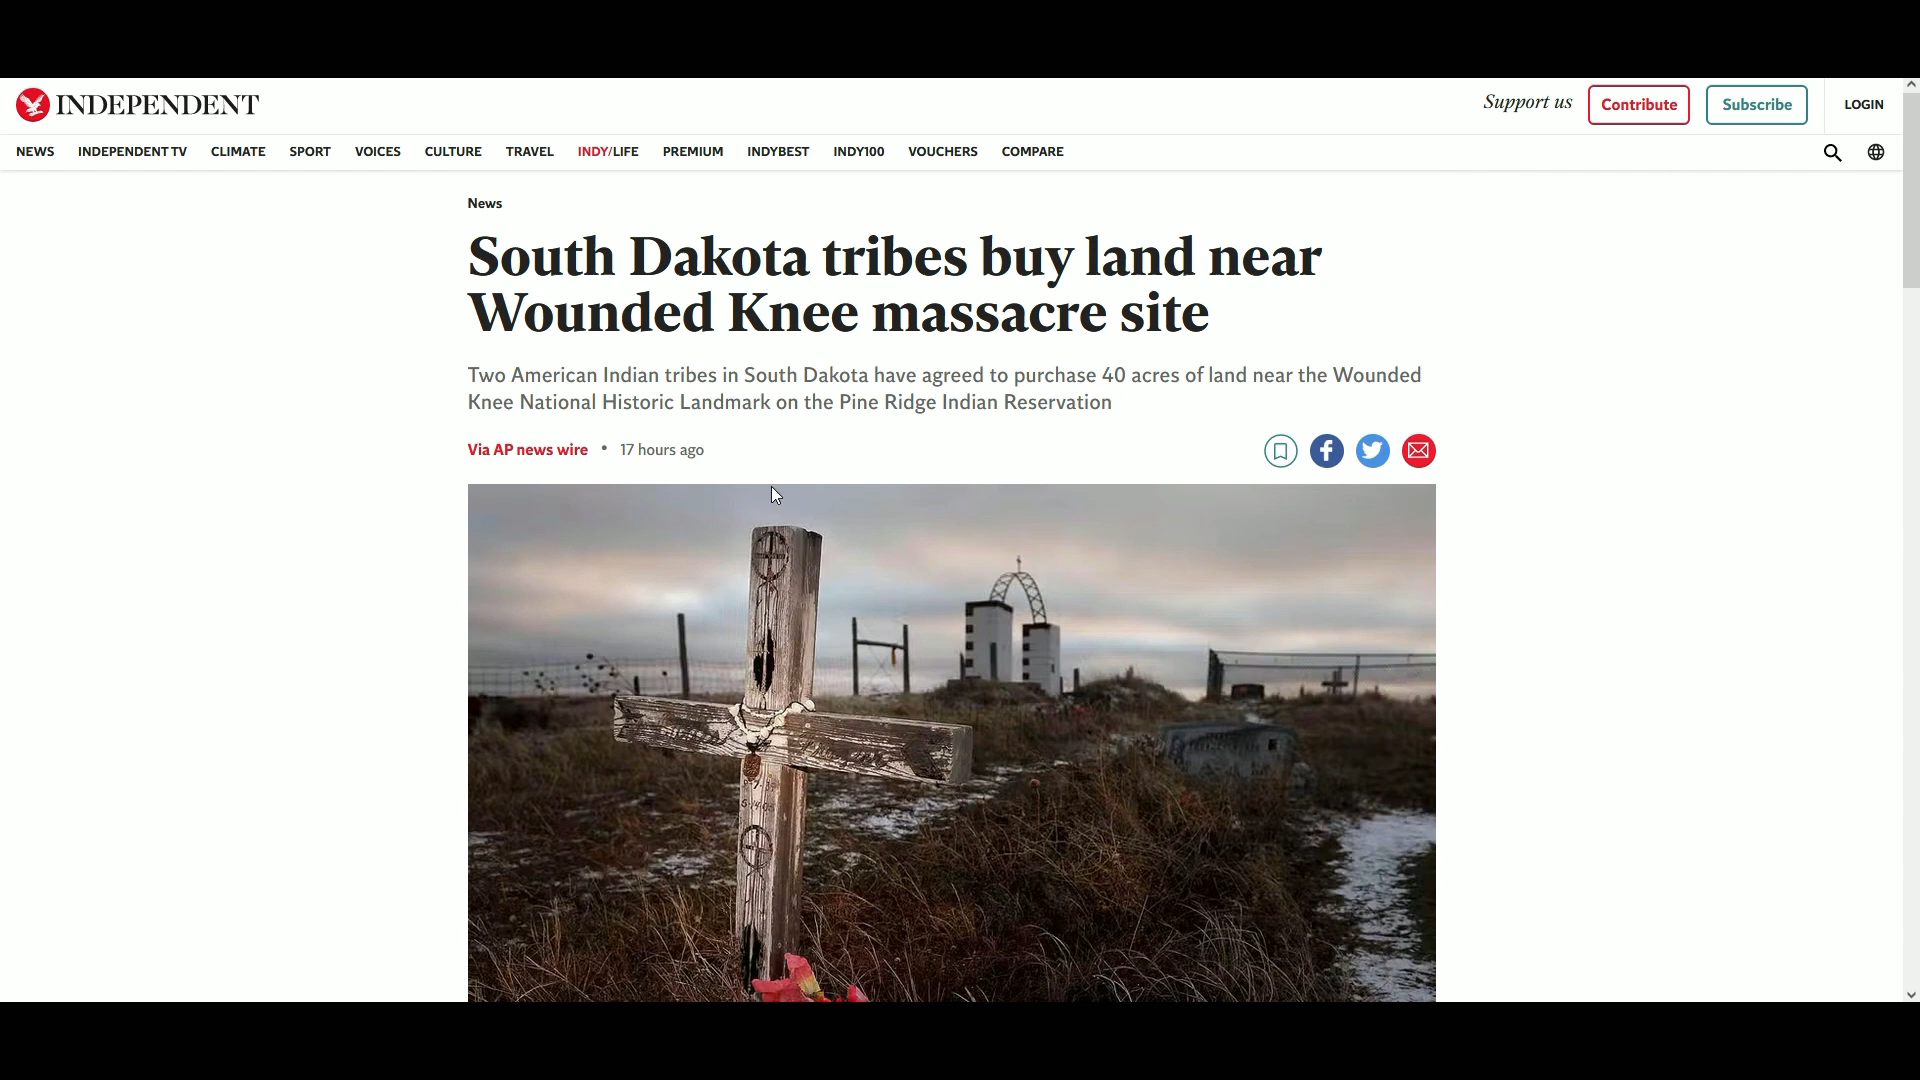 INDEPENDENT
Support us
Contribute
Subscribe
LOGIN
NEWS INDEPENDENT TV CLIMATE SPORT VOICES CULTURE TRAVEL INDY/LIFE PREMIUM INDYBEST INDY100 VOUCHERS COMPARE
News
South Dakota tribes buy land near
Wounded Knee massacre site
Two American Indian tribes in South Dakota have agreed to purchase 40 acres of land near the Wounded
Knee National Historic Landmark on the Pine Ridge Indian Reservation
Via AP news wire • 17 hours ago